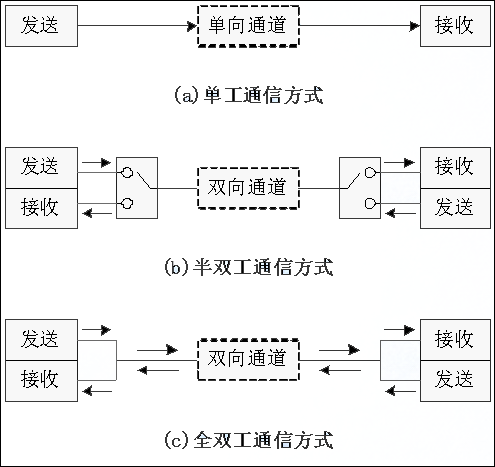 发送 单向通道 接收
(a)单工通信方式
发送 接收
双向通道
接收 发送
(b)半双工通信方式
发送 接收
双向通道
接收 发送
(c)全双工通信方式